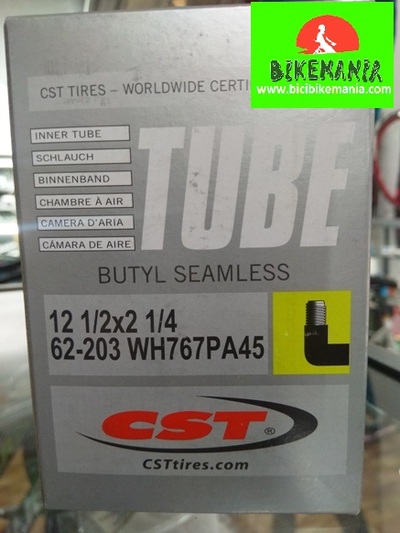 BIKEMANIA
www.bicibikemania.com
CST TIRES – WORLDWIDE CERTI
INNER TUBE
SCHLAUCH
BINNENBAND
CHAMBRE À AIR
CAMERA D'ARIA
CÁMARA DE AIRE
TUBE
BUTYL SEAMLESS
12 1/2x2 1/4
62-203 WH767PA45
CST®
CSTtires.com